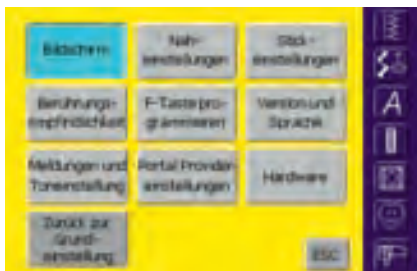 Bildschirm
Näh-
einstellungen
Stick-
einstellungen
Berührungs-
empfindlichkeit
F-Taste pro-
grammieren
Version und
Sprache
Meldungen und
Toneinstellung
Portal Provider
einstellungen
Hardware
Zurück zur
Grund-
einstellung
ESC
A